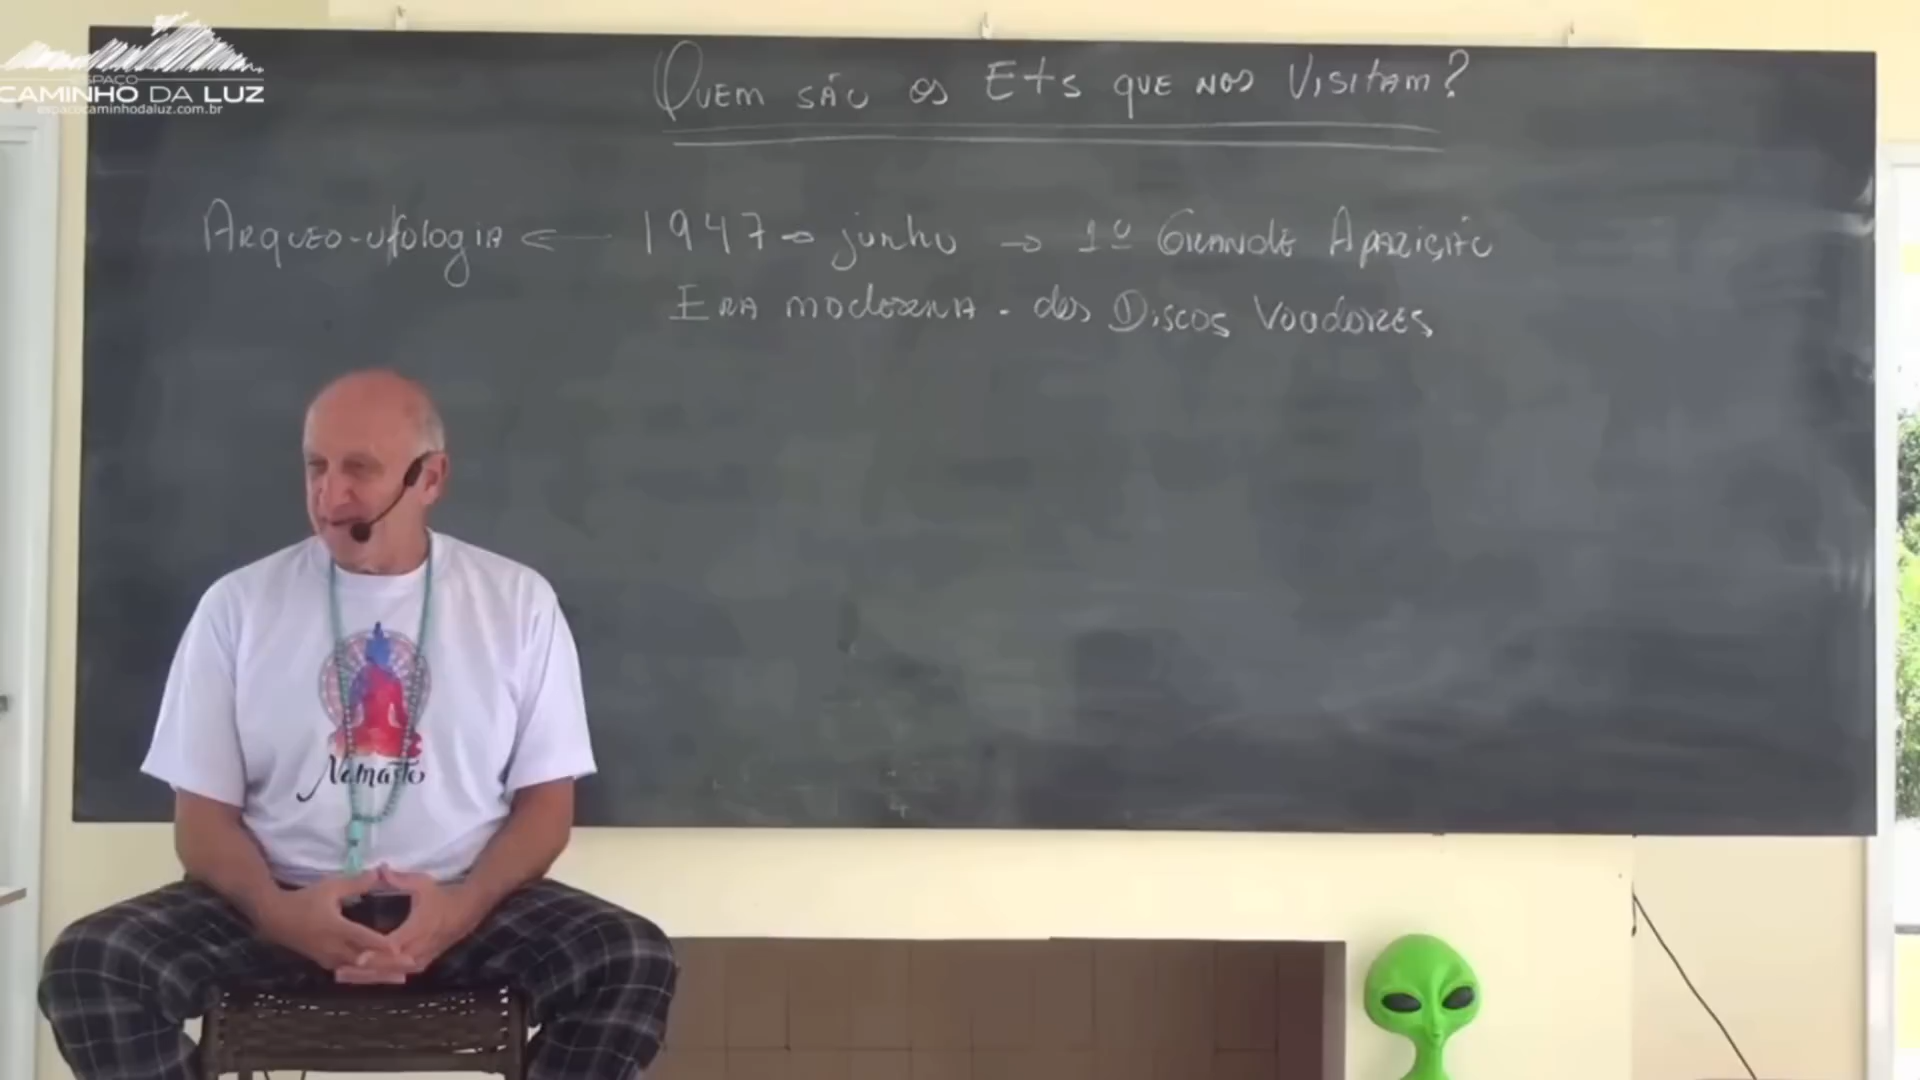 ESPAÇO
CAMINHO DA LUZ
espacocaminhodaluz.com.br
Quem são os Ets que nos Visitam?
Arqueo-ufologia ← 1947 → junho → 1º Grande Aparição
Era moderna - dos Discos Voadores
Namaste